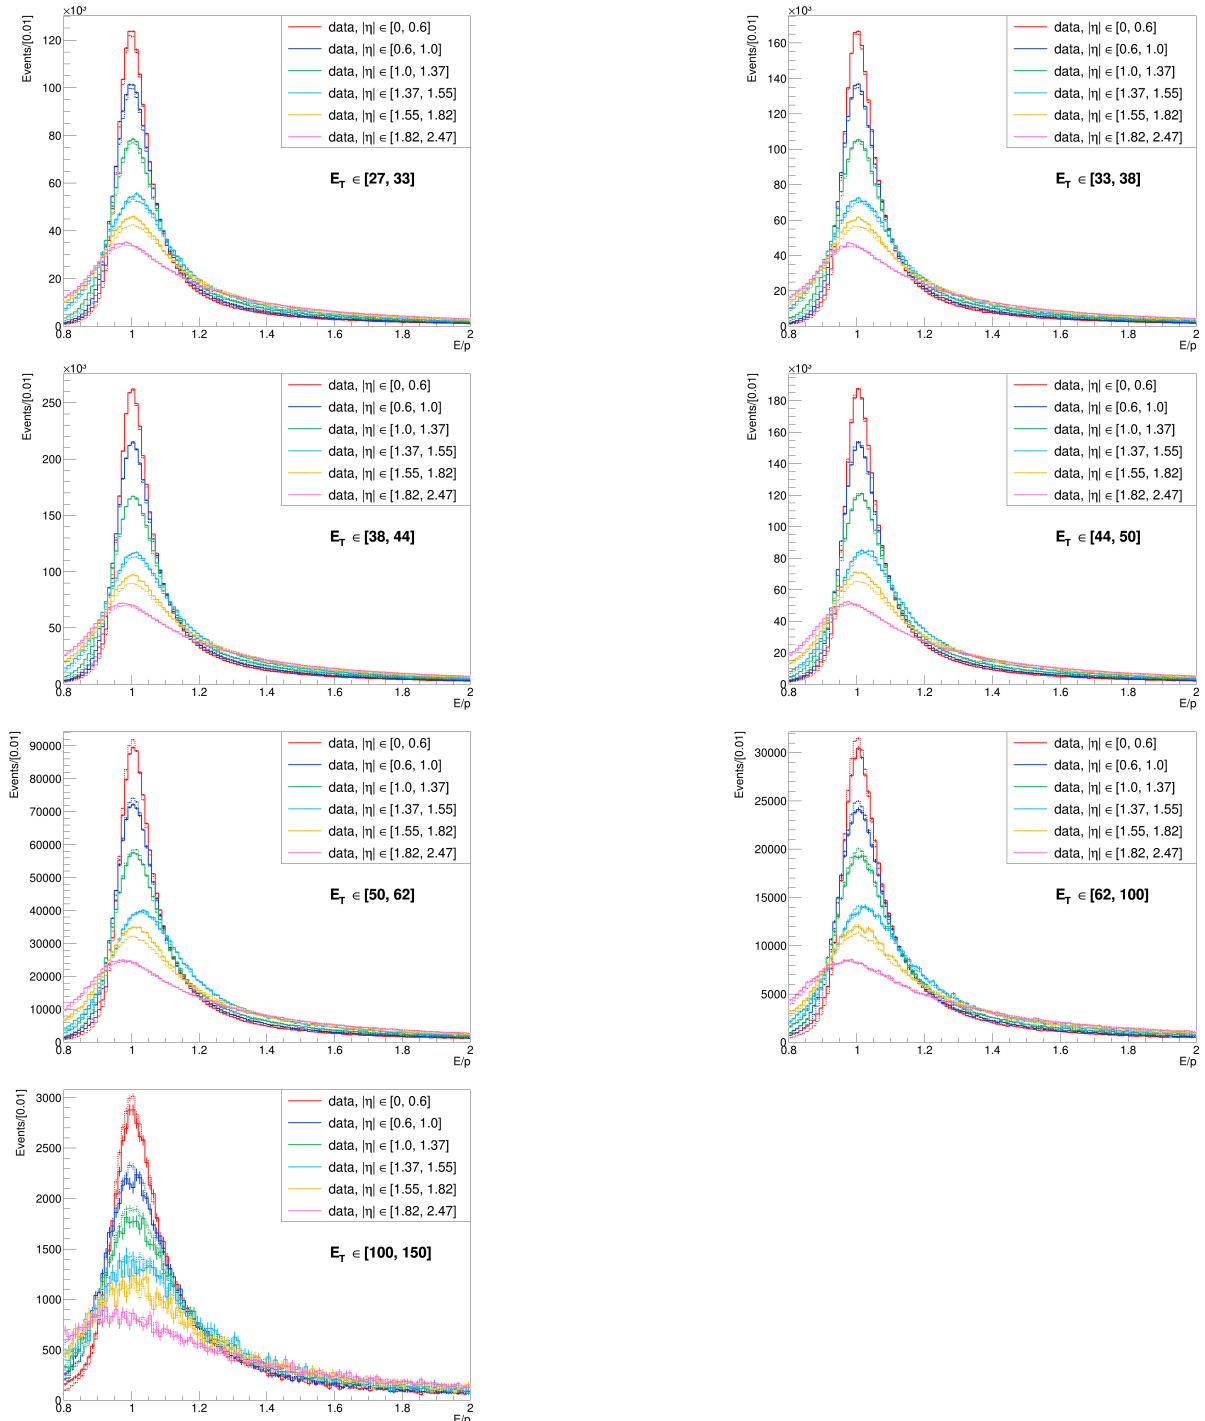 ×10³
Events/[0.01]
data, |η| ∈ [0, 0.6]
data, |η| ∈ [0.6, 1.0]
data, |η| ∈ [1.0, 1.37]
data, |η| ∈ [1.37, 1.55]
data, |η| ∈ [1.55, 1.82]
data, |η| ∈ [1.82, 2.47]
E_T ∈ [27, 33]
120
100
80
60
40
20
0
0.8 1 1.2 1.4 1.6 1.8 2
E/p
×10³
Events/[0.01]
data, |η| ∈ [0, 0.6]
data, |η| ∈ [0.6, 1.0]
data, |η| ∈ [1.0, 1.37]
data, |η| ∈ [1.37, 1.55]
data, |η| ∈ [1.55, 1.82]
data, |η| ∈ [1.82, 2.47]
E_T ∈ [33, 38]
160
140
120
100
80
60
40
20
0
0.8 1 1.2 1.4 1.6 1.8 2
E/p
×10³
Events/[0.01]
data, |η| ∈ [0, 0.6]
data, |η| ∈ [0.6, 1.0]
data, |η| ∈ [1.0, 1.37]
data, |η| ∈ [1.37, 1.55]
data, |η| ∈ [1.55, 1.82]
data, |η| ∈ [1.82, 2.47]
E_T ∈ [38, 44]
250
200
150
100
50
0
0.8 1 1.2 1.4 1.6 1.8 2
E/p
×10³
Events/[0.01]
data, |η| ∈ [0, 0.6]
data, |η| ∈ [0.6, 1.0]
data, |η| ∈ [1.0, 1.37]
data, |η| ∈ [1.37, 1.55]
data, |η| ∈ [1.55, 1.82]
data, |η| ∈ [1.82, 2.47]
E_T ∈ [44, 50]
180
160
140
120
100
80
60
40
20
0
0.8 1 1.2 1.4 1.6 1.8 2
E/p
Events/[0.01]
data, |η| ∈ [0, 0.6]
data, |η| ∈ [0.6, 1.0]
data, |η| ∈ [1.0, 1.37]
data, |η| ∈ [1.37, 1.55]
data, |η| ∈ [1.55, 1.82]
data, |η| ∈ [1.82, 2.47]
E_T ∈ [50, 62]
90000
80000
70000
60000
50000
40000
30000
20000
10000
0
0.8 1 1.2 1.4 1.6 1.8 2
E/p
Events/[0.01]
data, |η| ∈ [0, 0.6]
data, |η| ∈ [0.6, 1.0]
data, |η| ∈ [1.0, 1.37]
data, |η| ∈ [1.37, 1.55]
data, |η| ∈ [1.55, 1.82]
data, |η| ∈ [1.82, 2.47]
E_T ∈ [62, 100]
30000
25000
20000
15000
10000
5000
0
0.8 1 1.2 1.4 1.6 1.8 2
E/p
Events/[0.01]
data, |η| ∈ [0, 0.6]
data, |η| ∈ [0.6, 1.0]
data, |η| ∈ [1.0, 1.37]
data, |η| ∈ [1.37, 1.55]
data, |η| ∈ [1.55, 1.82]
data, |η| ∈ [1.82, 2.47]
E_T ∈ [100, 150]
3000
2500
2000
1500
1000
500
0
0.8 1 1.2 1.4 1.6 1.8 2
E/p